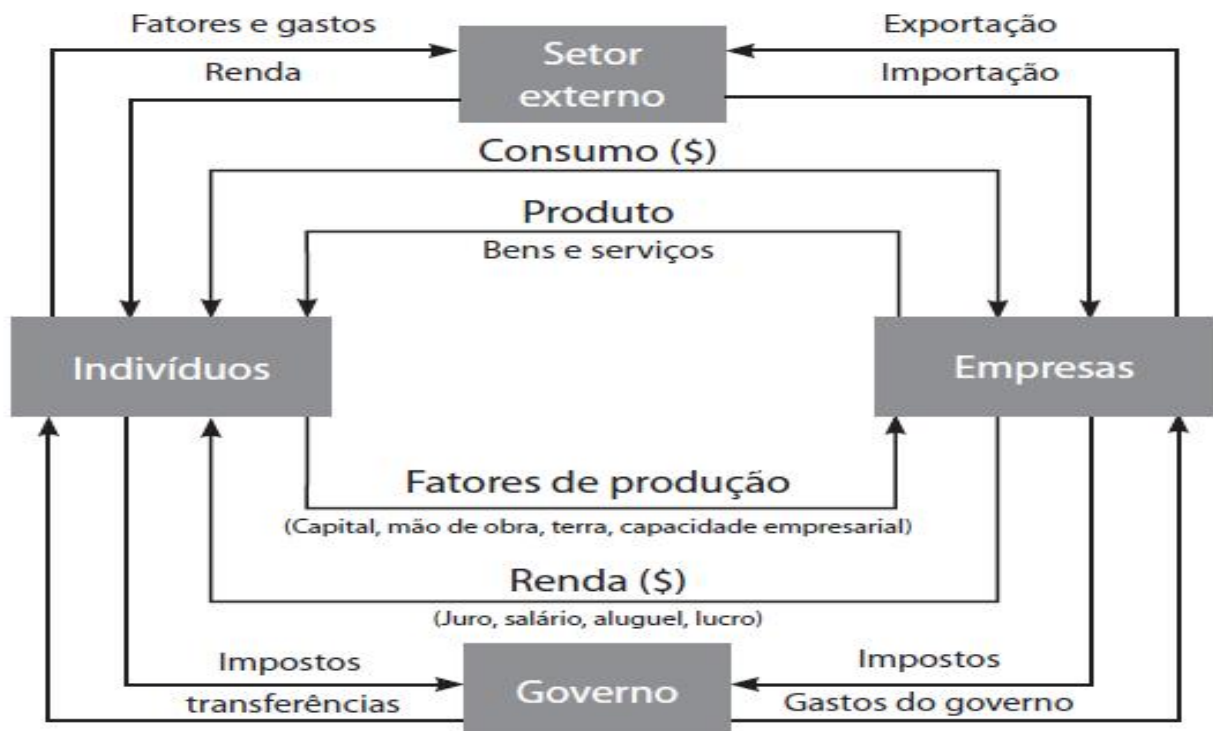 Fatores e gastos
Exportação
Setor
externo
Renda
Importação
Consumo ($)
Produto
Bens e serviços
Indivíduos
Empresas
Fatores de produção
(Capital, mão de obra, terra, capacidade empresarial)
Renda ($)
(Juro, salário, aluguel, lucro)
Impostos
Impostos
Governo
transferências
Gastos do governo